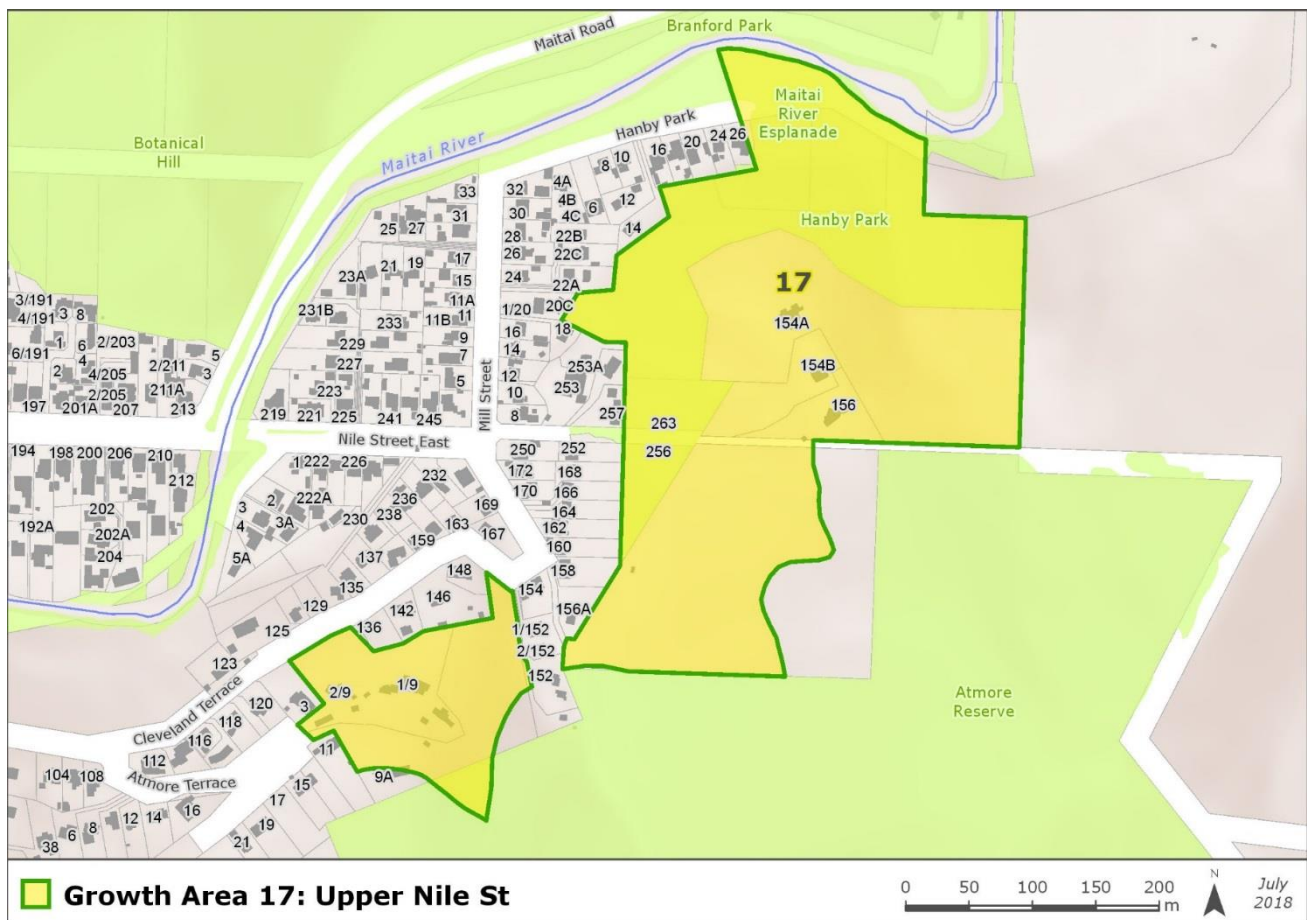 Maitai Road
Branford Park
Maitai
River
Esplanade
Botanical
Hill
Maitai River
Hanby Park
16 20 24 26
8 10
32 4A
33
4B 6 12
30 4C
31
25 27
28 22B
14
26 22C
17
21 19
23A
24
15
22A
Hanby Park
17
154A
154B
156
3/191
4/191 3 8
231B
233
11A
11B 11
1/20 20C
16 18
229
9
14
227
7
6/191
1 6
4
2/203
2/211 5
3
2 4/205
2/205
211A
253A
253
12
10
5
223
8
257
197 201A 207 213
219 221 225 241 245
Mill Street
Nile Street East
263
256
194 198 200 206 210
212
1 222 226
232
250 252
172 168
170 166
164
162
160
158
2 222A
236
3
4 3A
230 238
169
163 167
192A
202
202A
204
5A
137 159
148
154
156A
135
146
142
129
136
125
1/152
2/152
152
123
2/9 1/9
120 3
Cleveland Terrace
118
116
112
11
9A
Atmore
Reserve
104 108
Atmore Terrace
15
17
16
12 14
8
6
38
19
21
Growth Area 17: Upper Nile St
0 50 100 150 200
m
N
July
2018